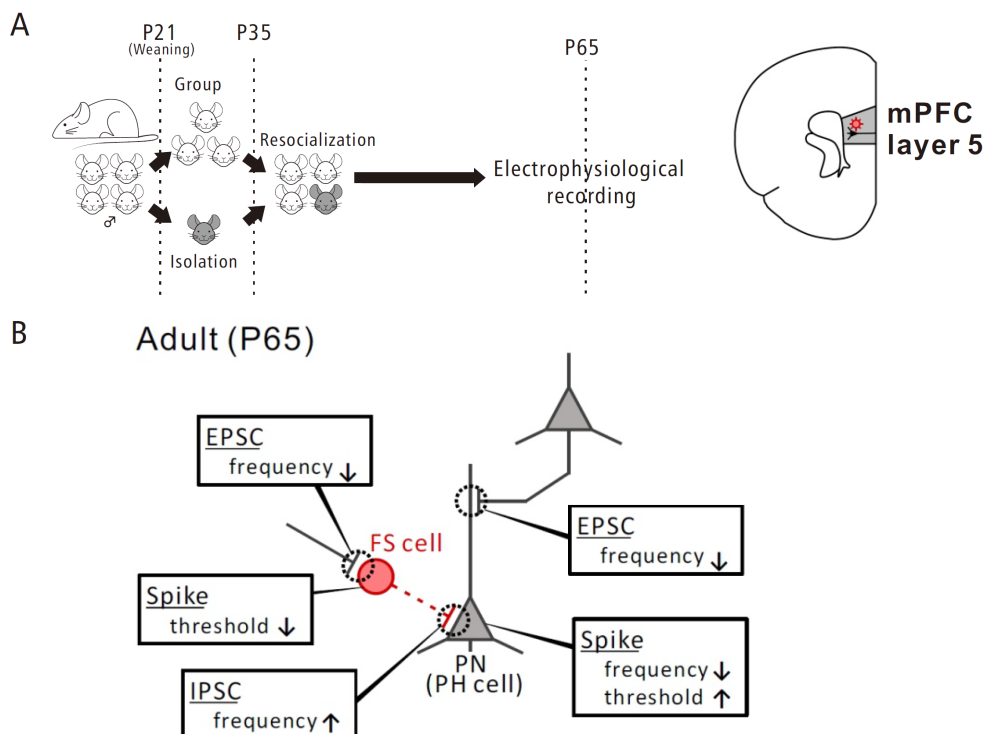 A
P21
(Weaning)
P35
P65
Group
Resocialization
♂
Isolation
Electrophysiological
recording
mPFC
layer 5
B
Adult (P65)
EPSC
frequency ↓
FS cell
EPSC
frequency ↓
Spike
threshold ↓
Spike
frequency ↓
threshold ↑
PN
(PH cell)
IPSC
frequency ↑